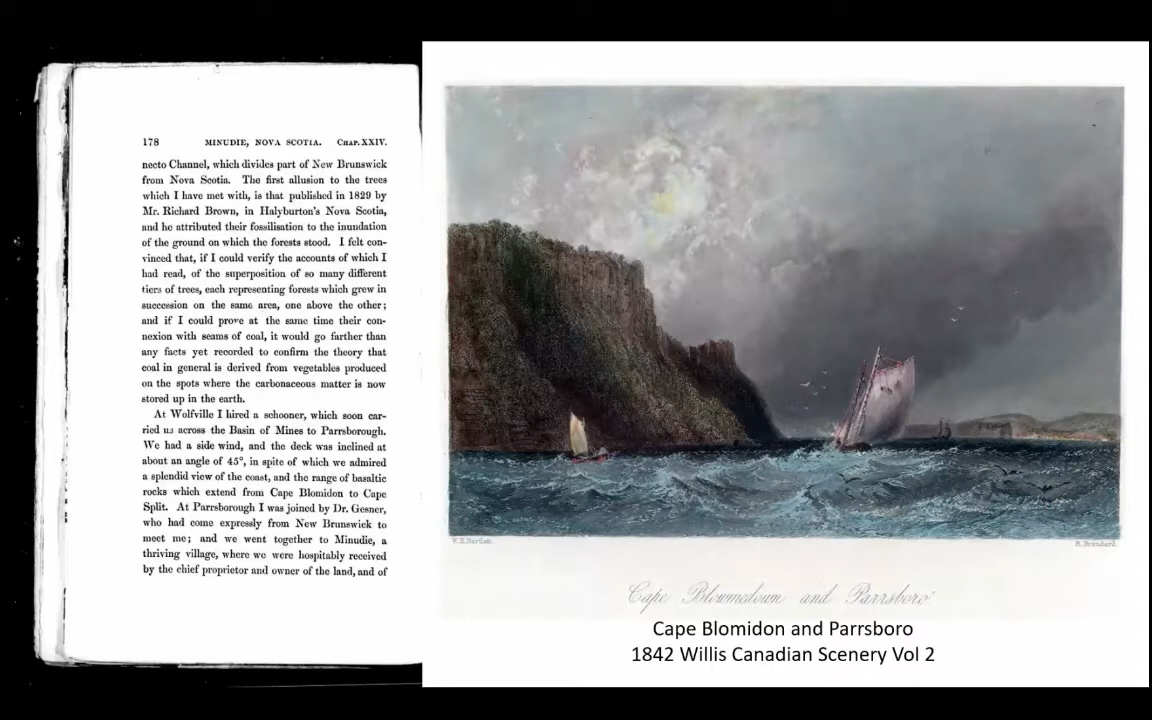 178 MINUDIE, NOVA SCOTIA. CHAP. XXIV.
necto Channel, which divides part of New Brunswick
from Nova Scotia. The first allusion to the trees
which I have met with, is that published in 1829 by
Mr. Richard Brown, in Halyburton's Nova Scotia,
and he attributed their fossilisation to the inundation
of the ground on which the forests stood. I felt con-
vinced that, if I could verify the accounts of which I
had read, of the superposition of so many different
tiers of trees, each representing forests which grew in
succession on the same area, one above the other;
and if I could prove at the same time their con-
nexion with seams of coal, it would go farther than
any facts yet recorded to confirm the theory that
coal in general is derived from vegetables produced
on the spots where the carbonaceous matter is now
stored up in the earth.
At Wolfville I hired a schooner, which soon car-
ried us across the Basin of Mines to Parrsborough.
We had a side wind, and the deck was inclined at
about an angle of 45°, in spite of which we admired
a splendid view of the coast, and the range of basaltic
rocks which extend from Cape Blomidon to Cape
Split. At Parrsborough I was joined by Dr. Gesner,
who had come expressly from New Brunswick to
meet me; and we went together to Minudie, a
thriving village, where we were hospitably received
by the chief proprietor and owner of the land, and of
W. H. Bartlett.
R. Brandard.
Cape Blowmedown and Parrsboro'.
Cape Blomidon and Parrsboro
1842 Willis Canadian Scenery Vol 2